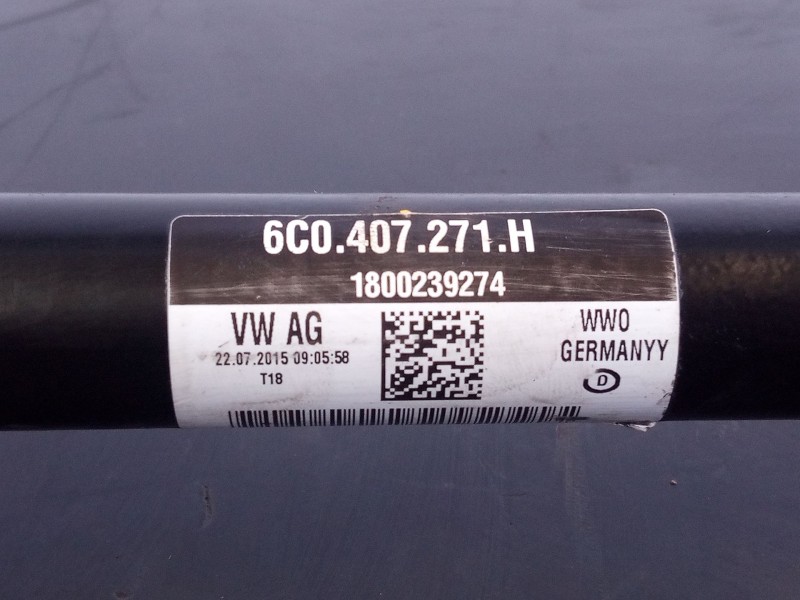 6C0.407.271.H
1800239274
VW AG
22.07.2015 09:05:58
T18
WWO
GERMANYY
D